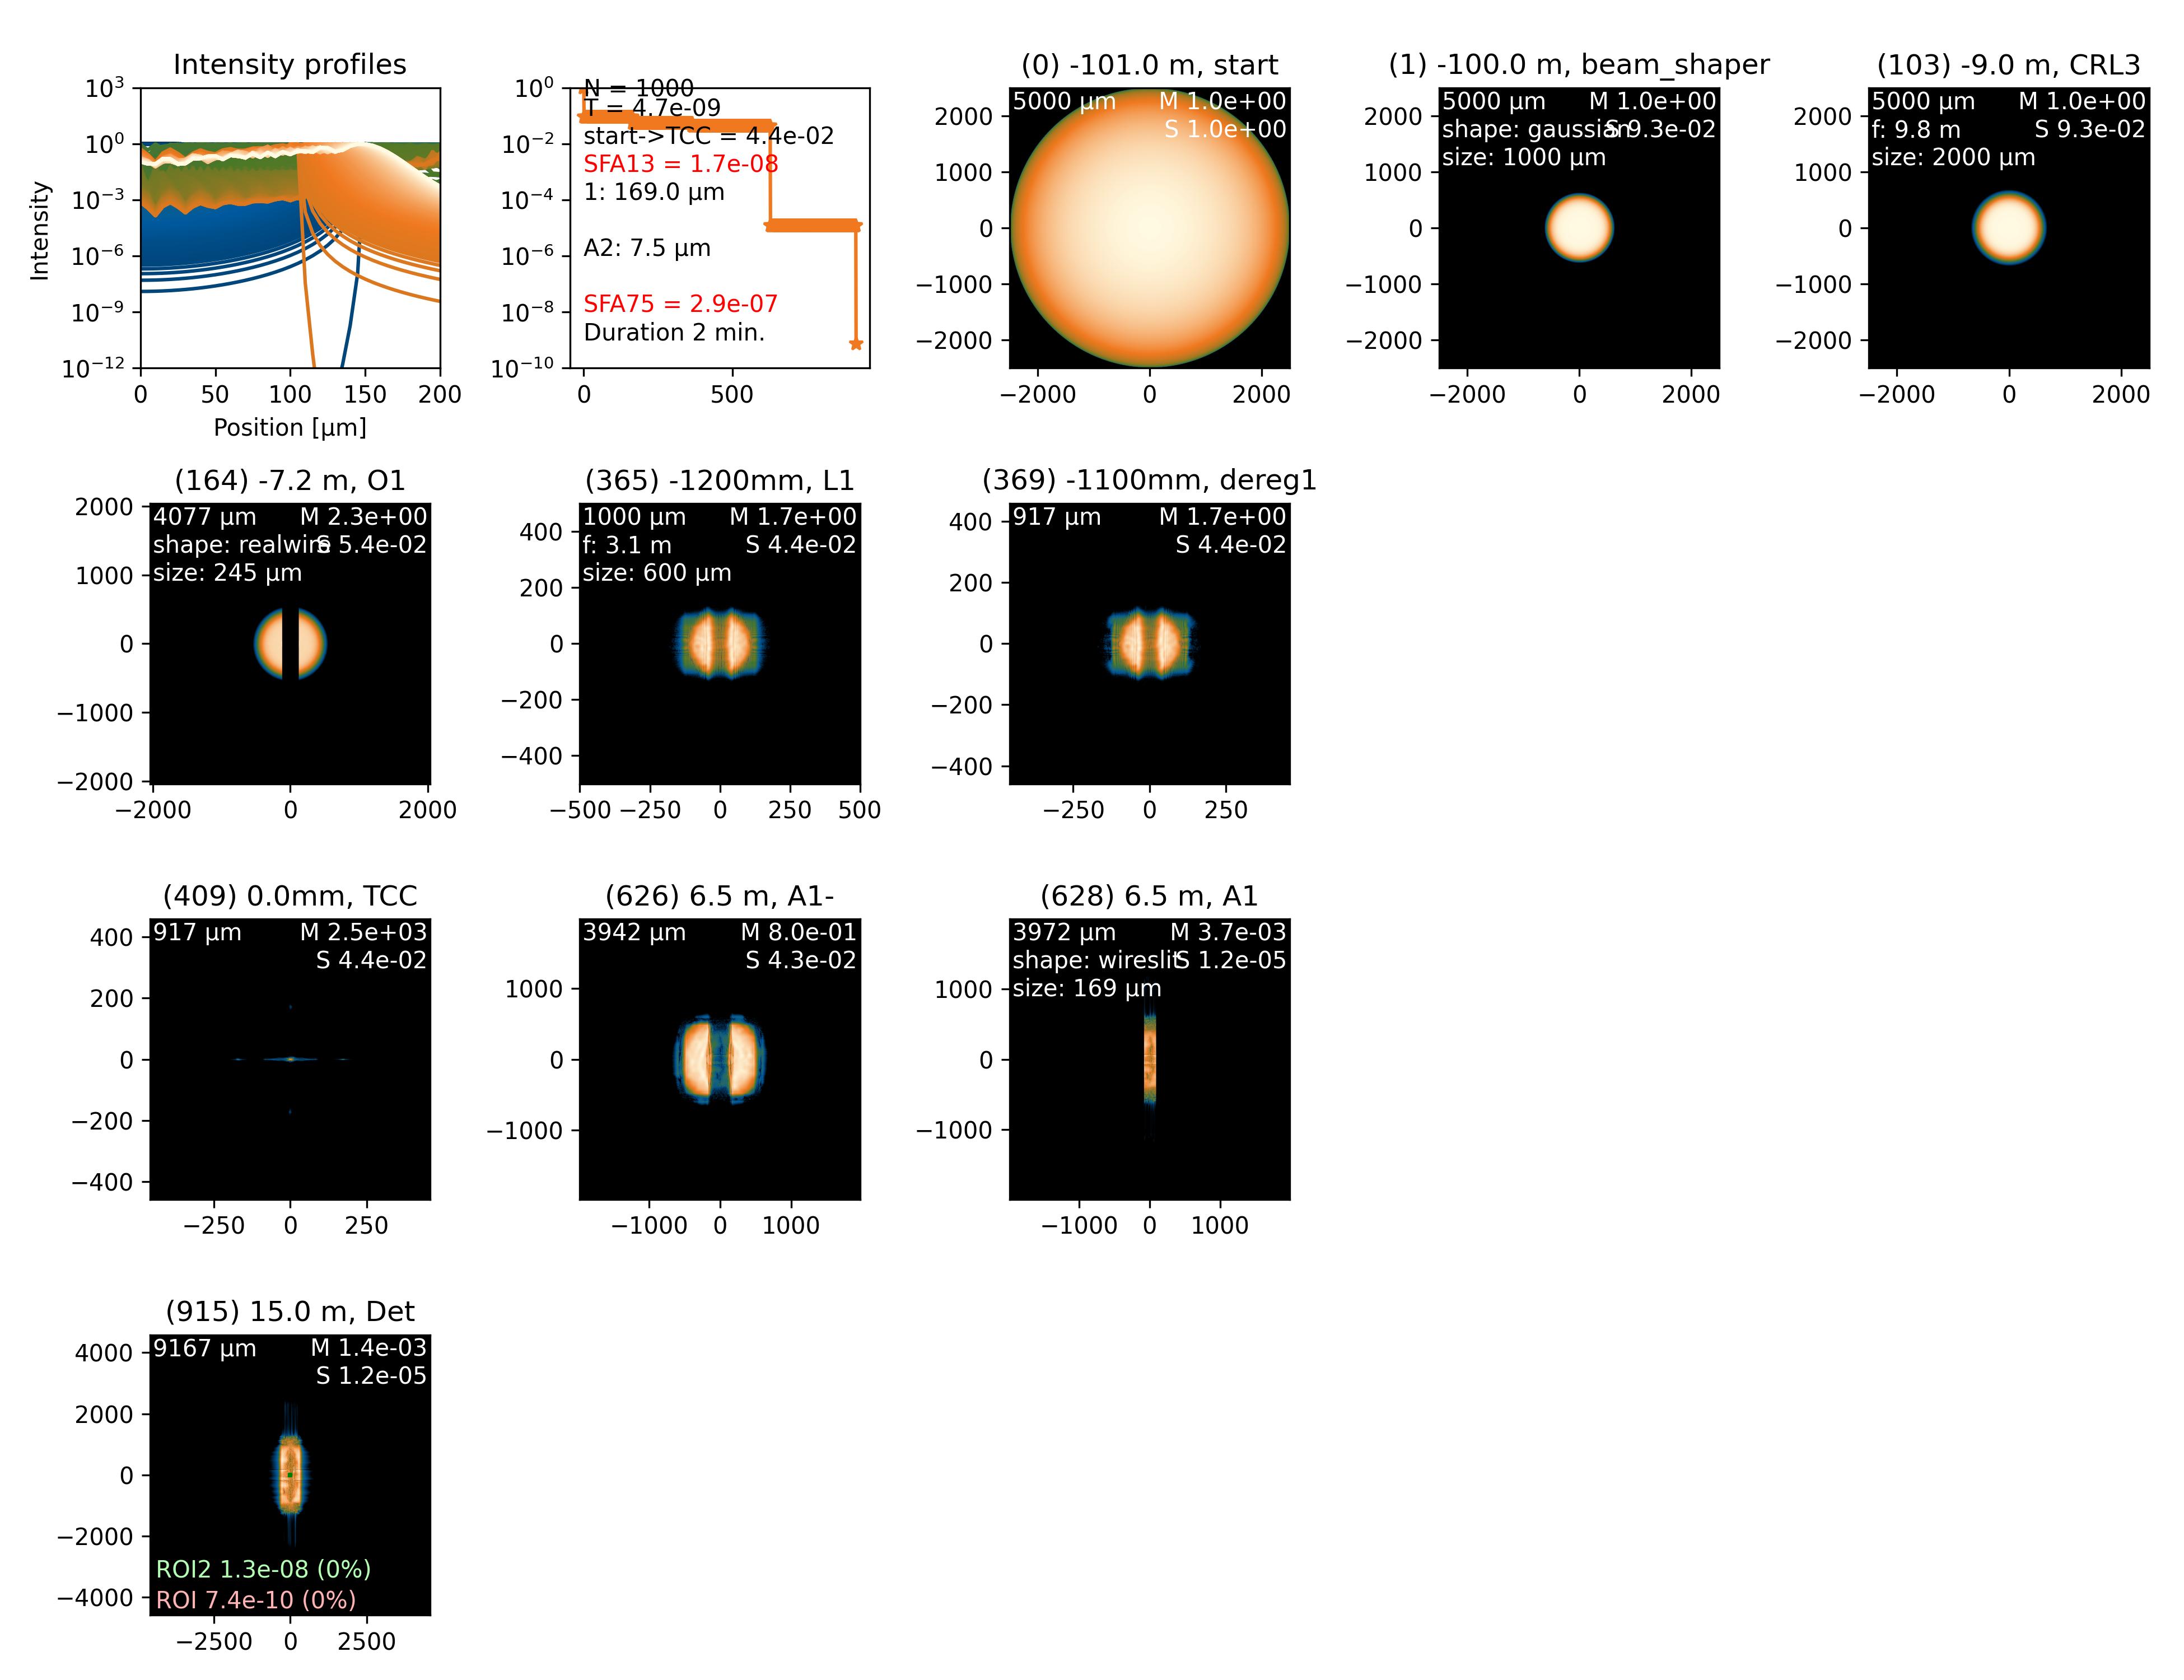 Intensity profiles
Intensity
10³
10⁰
10⁻³
10⁻⁶
10⁻⁹
10⁻¹²
0 50 100 150 200
Position [µm]
10⁰
10⁻²
10⁻⁴
10⁻⁶
10⁻⁸
10⁻¹⁰
N = 1000
T = 4.7e-09
start->TCC = 4.4e-02
SFA13 = 1.7e-08
1: 169.0 µm
A2: 7.5 µm
SFA75 = 2.9e-07
Duration 2 min.
0 500
(0) -101.0 m, start
5000 µm M 1.0e+00
S 1.0e+00
2000
1000
0
−1000
−2000
−2000 0 2000
(1) -100.0 m, beam_shaper
5000 µm M 1.0e+00
shape: gaussian S 9.3e-02
size: 1000 µm
2000
1000
0
−1000
−2000
−2000 0 2000
(103) -9.0 m, CRL3
5000 µm M 1.0e+00
f: 9.8 m S 9.3e-02
size: 2000 µm
2000
1000
0
−1000
−2000
−2000 0 2000
(164) -7.2 m, O1
4077 µm M 2.3e+00
shape: realwire S 5.4e-02
size: 245 µm
2000
1000
0
−1000
−2000
−2000 0 2000
(365) -1200mm, L1
1000 µm M 1.7e+00
f: 3.1 m S 4.4e-02
size: 600 µm
400
200
0
−200
−400
−500 −250 0 250 500
(369) -1100mm, dereg1
917 µm M 1.7e+00
S 4.4e-02
400
200
0
−200
−400
−250 0 250
(409) 0.0mm, TCC
917 µm M 2.5e+03
S 4.4e-02
400
200
0
−200
−400
−250 0 250
(626) 6.5 m, A1-
3942 µm M 8.0e-01
S 4.3e-02
1000
0
−1000
−1000 0 1000
(628) 6.5 m, A1
3972 µm M 3.7e-03
shape: wireslit S 1.2e-05
size: 169 µm
1000
0
−1000
−1000 0 1000
(915) 15.0 m, Det
9167 µm M 1.4e-03
S 1.2e-05
4000
2000
0
−2000
−4000
ROI2 1.3e-08 (0%)
ROI 7.4e-10 (0%)
−2500 0 2500